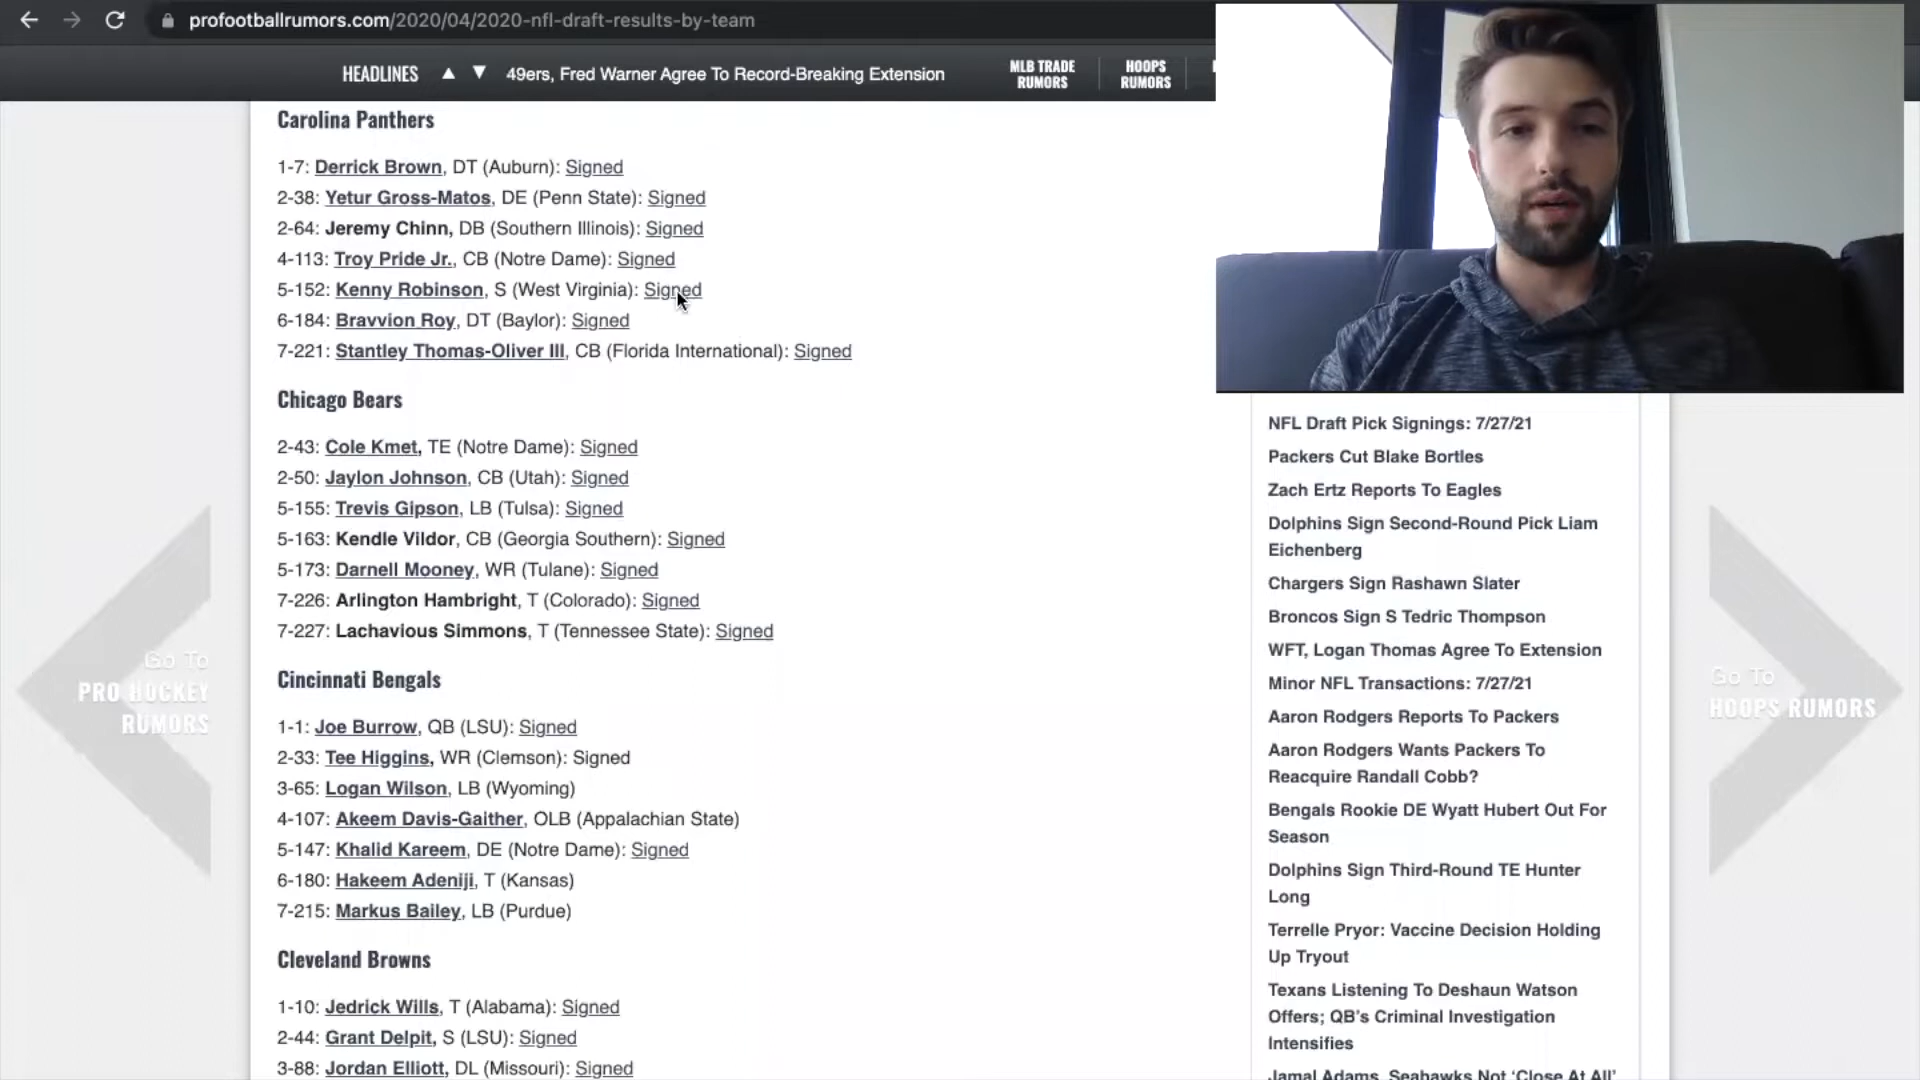 profootballrumors.com/2020/04/2020-nfl-draft-results-by-team
HEADLINES ▲ ▼ 49ers, Fred Warner Agree To Record-Breaking Extension
MLB TRADE
RUMORS
HOOPS
RUMORS
Carolina Panthers
1-7: Derrick Brown, DT (Auburn): Signed
2-38: Yetur Gross-Matos, DE (Penn State): Signed
2-64: Jeremy Chinn, DB (Southern Illinois): Signed
4-113: Troy Pride Jr., CB (Notre Dame): Signed
5-152: Kenny Robinson, S (West Virginia): Signed
6-184: Bravvion Roy, DT (Baylor): Signed
7-221: Stantley Thomas-Oliver III, CB (Florida International): Signed
Chicago Bears
2-43: Cole Kmet, TE (Notre Dame): Signed
2-50: Jaylon Johnson, CB (Utah): Signed
5-155: Trevis Gipson, LB (Tulsa): Signed
5-163: Kendle Vildor, CB (Georgia Southern): Signed
5-173: Darnell Mooney, WR (Tulane): Signed
7-226: Arlington Hambright, T (Colorado): Signed
7-227: Lachavious Simmons, T (Tennessee State): Signed
Cincinnati Bengals
1-1: Joe Burrow, QB (LSU): Signed
2-33: Tee Higgins, WR (Clemson): Signed
3-65: Logan Wilson, LB (Wyoming)
4-107: Akeem Davis-Gaither, OLB (Appalachian State)
5-147: Khalid Kareem, DE (Notre Dame): Signed
6-180: Hakeem Adeniji, T (Kansas)
7-215: Markus Bailey, LB (Purdue)
Cleveland Browns
1-10: Jedrick Wills, T (Alabama): Signed
2-44: Grant Delpit, S (LSU): Signed
3-88: Jordan Elliott, DL (Missouri): Signed
Go To
PRO HOCKEY
RUMORS
NFL Draft Pick Signings: 7/27/21
Packers Cut Blake Bortles
Zach Ertz Reports To Eagles
Dolphins Sign Second-Round Pick Liam
Eichenberg
Chargers Sign Rashawn Slater
Broncos Sign S Tedric Thompson
WFT, Logan Thomas Agree To Extension
Minor NFL Transactions: 7/27/21
Aaron Rodgers Reports To Packers
Aaron Rodgers Wants Packers To
Reacquire Randall Cobb?
Bengals Rookie DE Wyatt Hubert Out For
Season
Dolphins Sign Third-Round TE Hunter
Long
Terrelle Pryor: Vaccine Decision Holding
Up Tryout
Texans Listening To Deshaun Watson
Offers; QB's Criminal Investigation
Intensifies
Jamal Adams, Seahawks Not 'Close At All'
Go To
HOOPS RUMORS